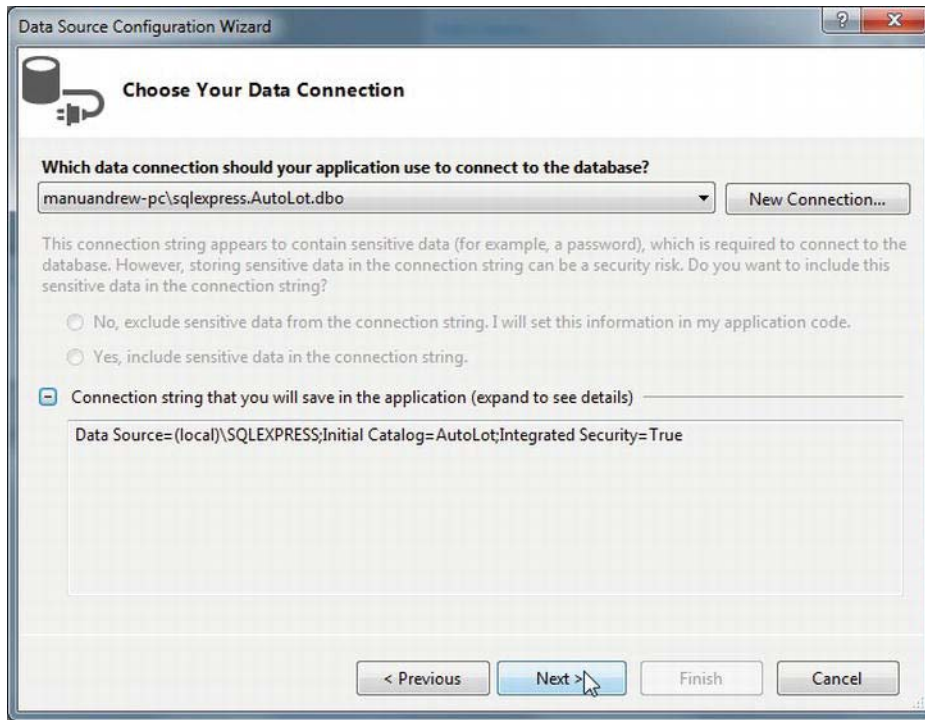 Data Source Configuration Wizard
Choose Your Data Connection
Which data connection should your application use to connect to the database?
manuandrew-pc\sqlexpress.AutoLot.dbo
New Connection...
This connection string appears to contain sensitive data (for example, a password), which is required to connect to the
database. However, storing sensitive data in the connection string can be a security risk. Do you want to include this
sensitive data in the connection string?
No, exclude sensitive data from the connection string. I will set this information in my application code.
Yes, include sensitive data in the connection string.
Connection string that you will save in the application (expand to see details)
Data Source=(local)\SQLEXPRESS;Initial Catalog=AutoLot;Integrated Security=True
< Previous
Next >
Finish
Cancel